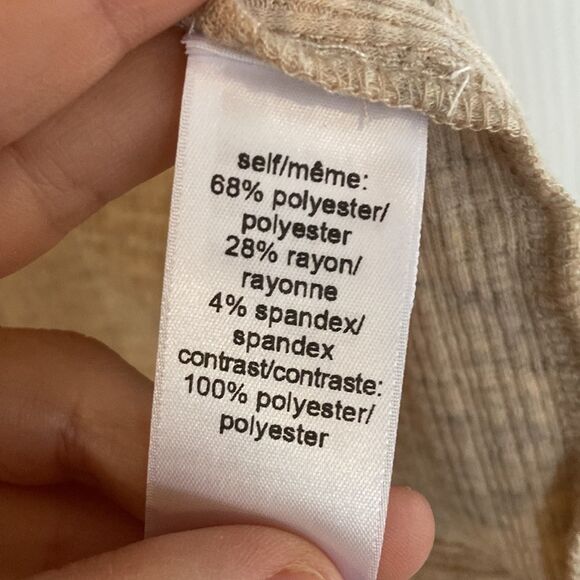 self/même:
68% polyester/
polyester
28% rayon/
rayonne
4% spandex/
spandex
contrast/contraste:
100% polyester/
polyester